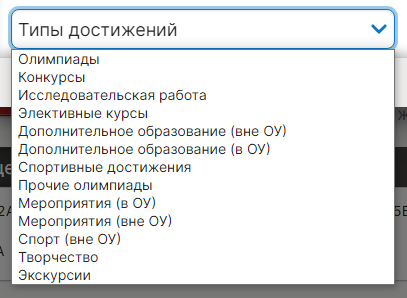 Типы достижений
Олимпиады
Конкурсы
Исследовательская работа
Элективные курсы
Дополнительное образование (вне ОУ)
Дополнительное образование (в ОУ)
Спортивные достижения
Прочие олимпиады
Мероприятия (в ОУ)
Мероприятия (вне ОУ)
Спорт (вне ОУ)
Творчество
Экскурсии